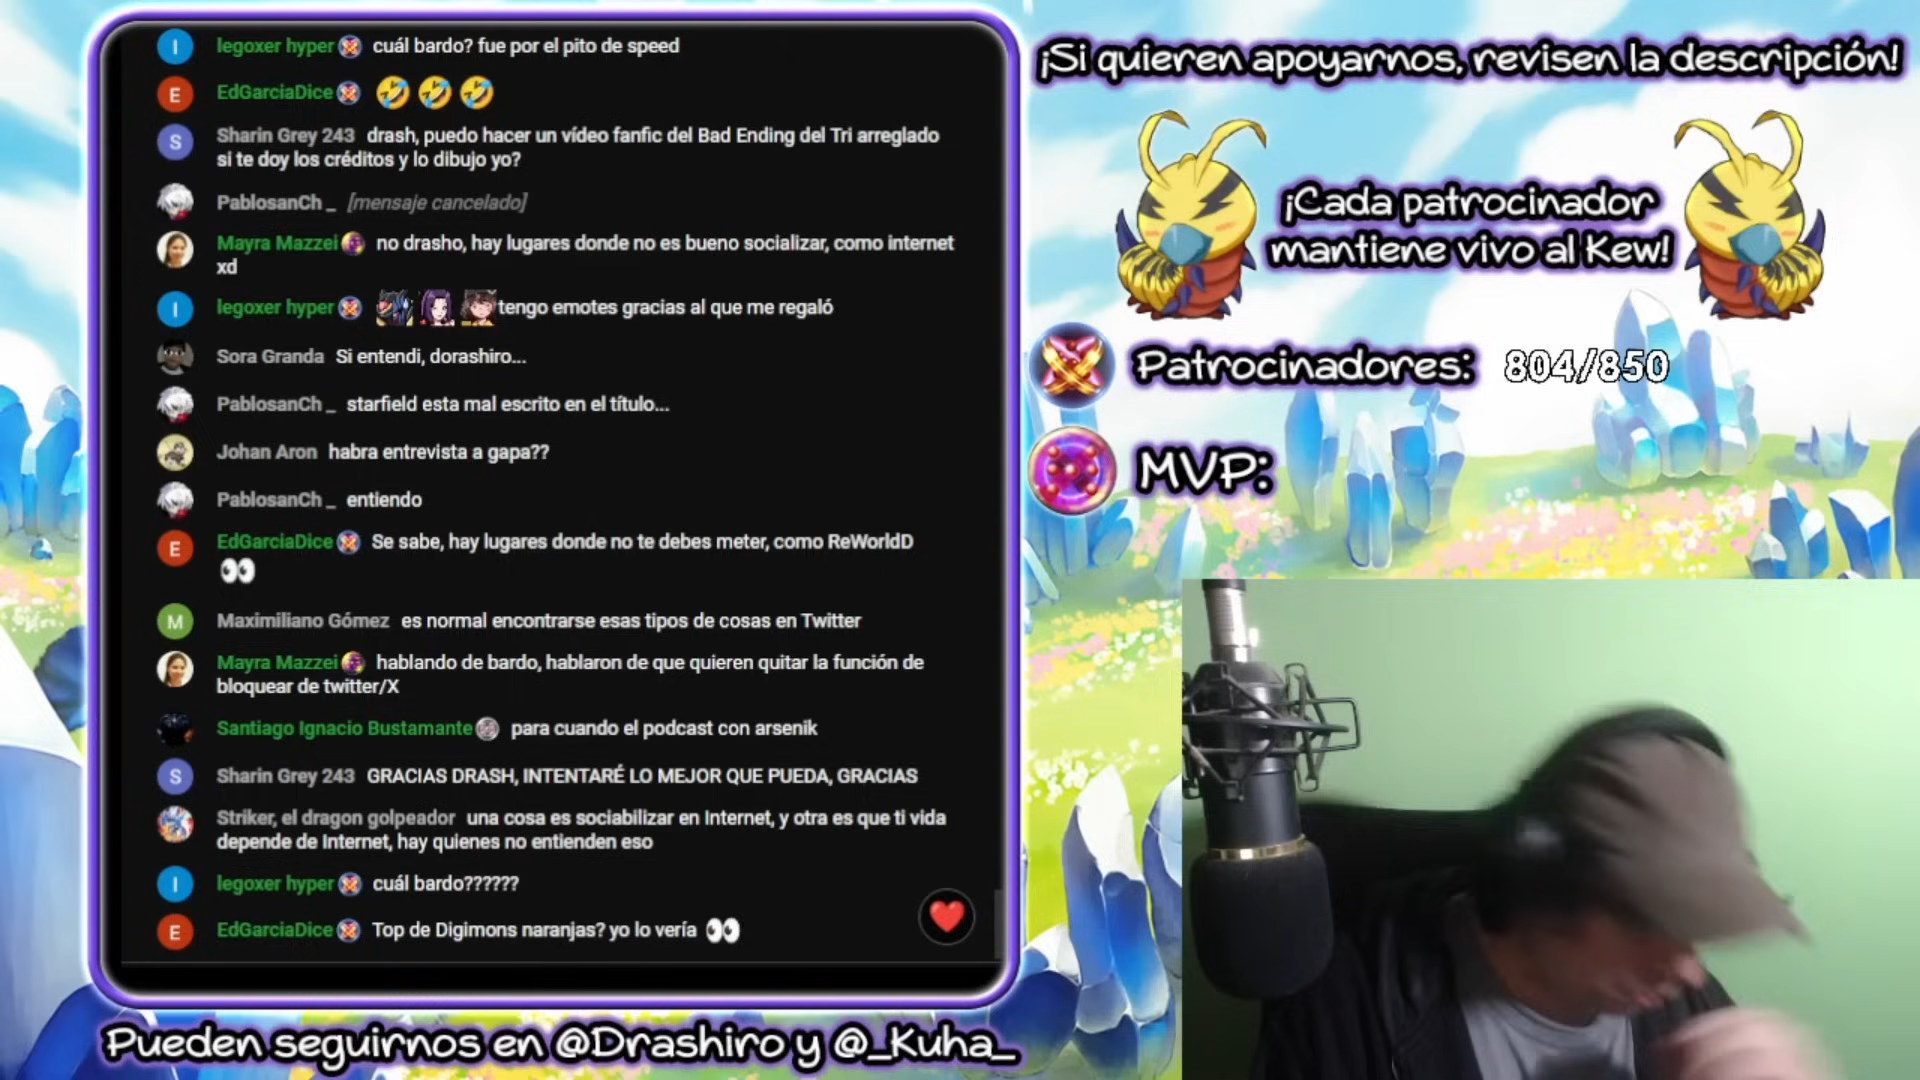 I legoxer hyper cuál bardo? fue por el pito de speed
E EdGarciaDice
S Sharin Grey 243 drash, puedo hacer un vídeo fanfic del Bad Ending del Tri arreglado
si te doy los créditos y lo dibujo yo?
PablosanCh _ [mensaje cancelado]
Mayra Mazzei no drasho, hay lugares donde no es bueno socializar, como internet
xd
I legoxer hyper tengo emotes gracias al que me regaló
Sora Granda Si entendi, dorashiro...
PablosanCh _ starfield esta mal escrito en el título...
Johan Aron habra entrevista a gapa??
PablosanCh _ entiendo
E EdGarciaDice Se sabe, hay lugares donde no te debes meter, como ReWorldD
M Maximiliano Gómez es normal encontrarse esas tipos de cosas en Twitter
Mayra Mazzei hablando de bardo, hablaron de que quieren quitar la función de
bloquear de twitter/X
Santiago Ignacio Bustamante para cuando el podcast con arsenik
S Sharin Grey 243 GRACIAS DRASH, INTENTARÉ LO MEJOR QUE PUEDA, GRACIAS
Striker, el dragon golpeador una cosa es sociabilizar en Internet, y otra es que ti vida
depende de Internet, hay quienes no entienden eso
I legoxer hyper cuál bardo??????
E EdGarciaDice Top de Digimons naranjas? yo lo vería
Pueden seguirnos en @Drashiro y @_Kuha_
¡Si quieren apoyarnos, revisen la descripción!
¡Cada patrocinador
mantiene vivo al Kew!
Patrocinadores: 804/850
MVP: